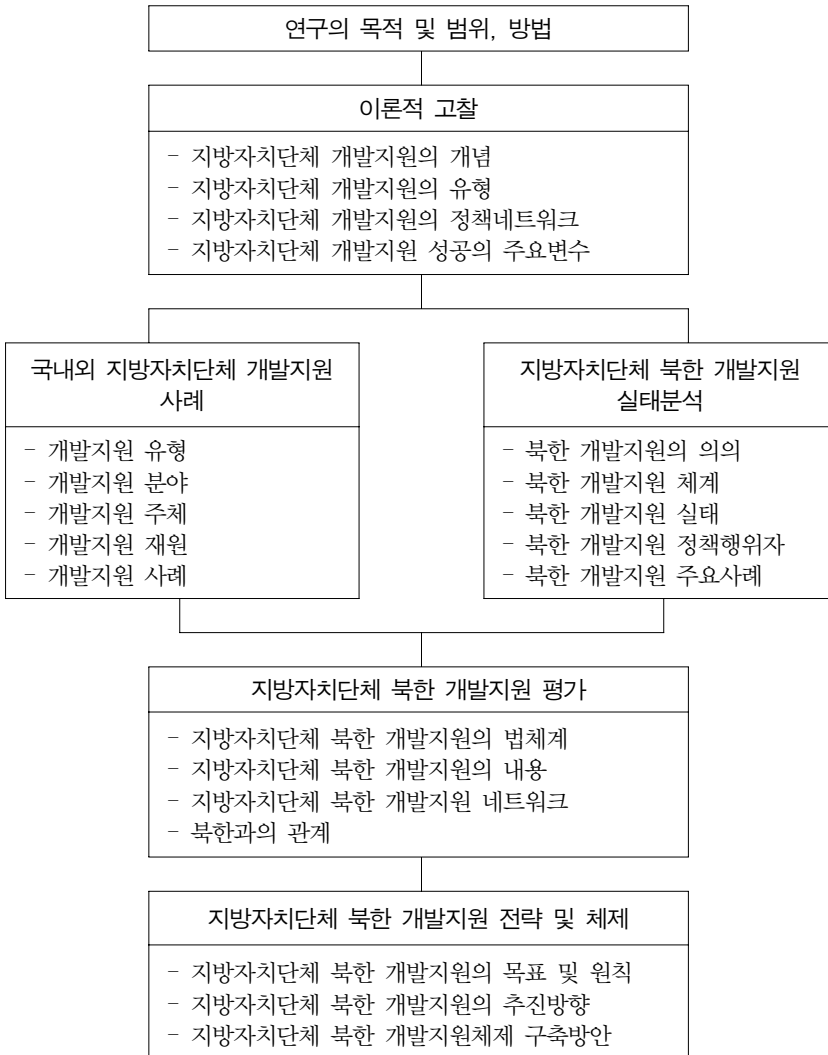 연구의 목적 및 범위, 방법
이론적 고찰
- 지방자치단체 개발지원의 개념
- 지방자치단체 개발지원의 유형
- 지방자치단체 개발지원의 정책네트워크
- 지방자치단체 개발지원 성공의 주요변수
국내외 지방자치단체 개발지원
사례
- 개발지원 유형
- 개발지원 분야
- 개발지원 주체
- 개발지원 재원
- 개발지원 사례
지방자치단체 북한 개발지원
실태분석
- 북한 개발지원의 의의
- 북한 개발지원 체계
- 북한 개발지원 실태
- 북한 개발지원 정책행위자
- 북한 개발지원 주요사례
지방자치단체 북한 개발지원 평가
- 지방자치단체 북한 개발지원의 법체계
- 지방자치단체 북한 개발지원의 내용
- 지방자치단체 북한 개발지원 네트워크
- 북한과의 관계
지방자치단체 북한 개발지원 전략 및 체제
- 지방자치단체 북한 개발지원의 목표 및 원칙
- 지방자치단체 북한 개발지원의 추진방향
- 지방자치단체 북한 개발지원체제 구축방안